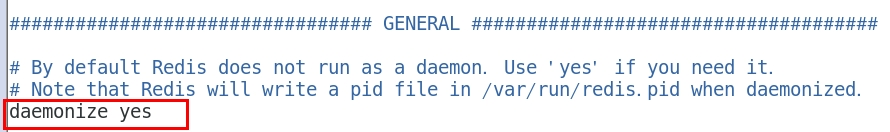 ################################# GENERAL #####################################
# By default Redis does not run as a daemon. Use 'yes' if you need it.
# Note that Redis will write a pid file in /var/run/redis.pid when daemonized.
daemonize yes